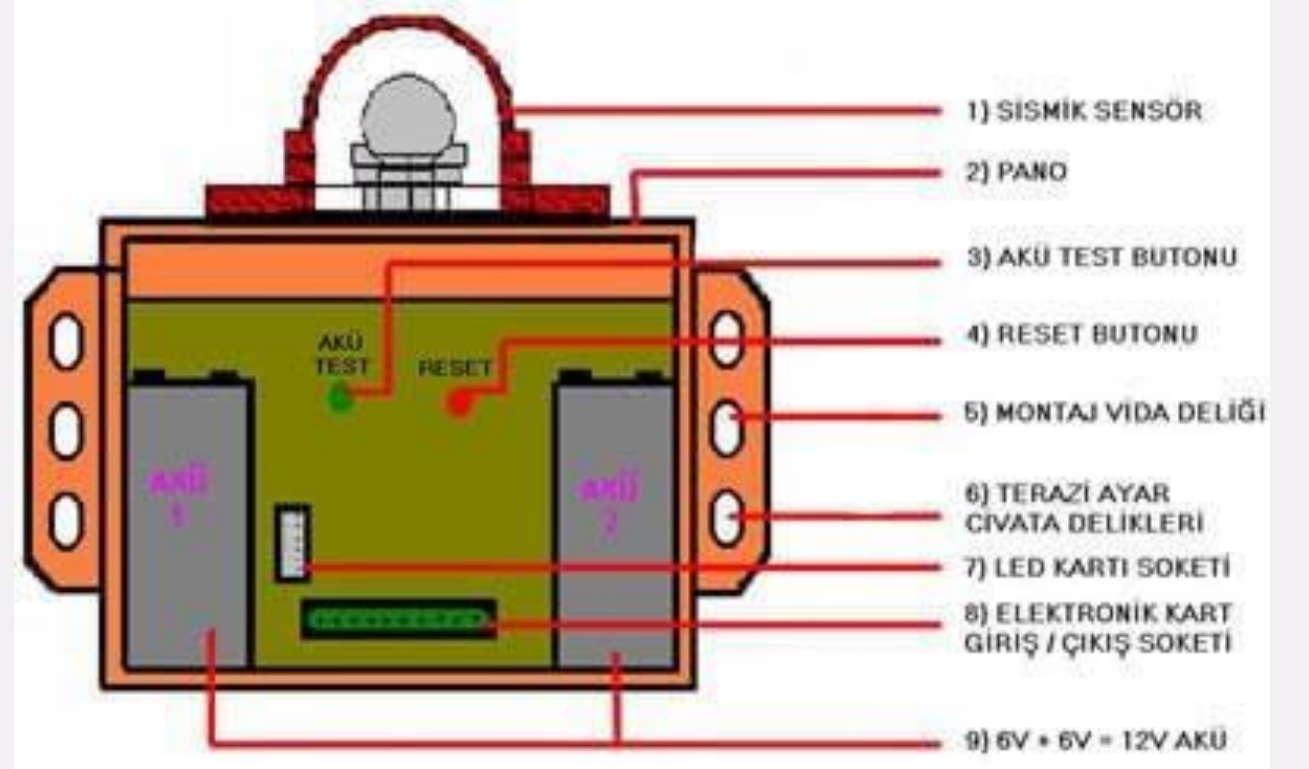 1) SİSMİK SENSÖR
2) PANO
3) AKÜ TEST BUTONU
AKÜ
TEST
RESET
4) RESET BUTONU
5) MONTAJ VİDA DELİĞİ
AKÜ
1
AKÜ
2
6) TERAZİ AYAR
CIVATA DELİKLERİ
7) LED KARTI SOKETİ
8) ELEKTRONİK KART
GİRİŞ / ÇIKIŞ SOKETİ
9) 6V + 6V = 12V AKÜ